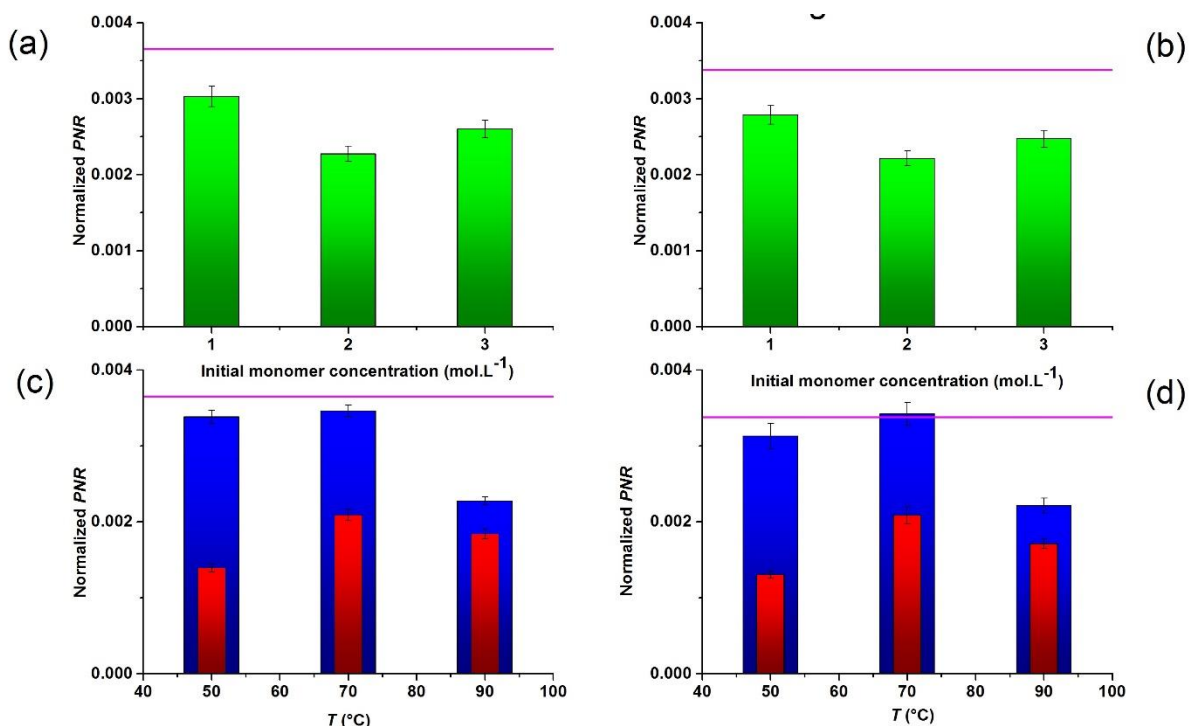 g
(a)
(b)
0.004
0.003
0.002
0.001
0.000
Normalized PNR
1 2 3
Initial monomer concentration (mol.L⁻¹)
0.004
0.003
0.002
0.001
0.000
Normalized PNR
1 2 3
Initial monomer concentration (mol.L⁻¹)
(c)
(d)
0.004
0.002
0.000
Normalized PNR
40 50 60 70 80 90 100
T (°C)
0.004
0.002
0.000
Normalized PNR
40 50 60 70 80 90 100
T (°C)